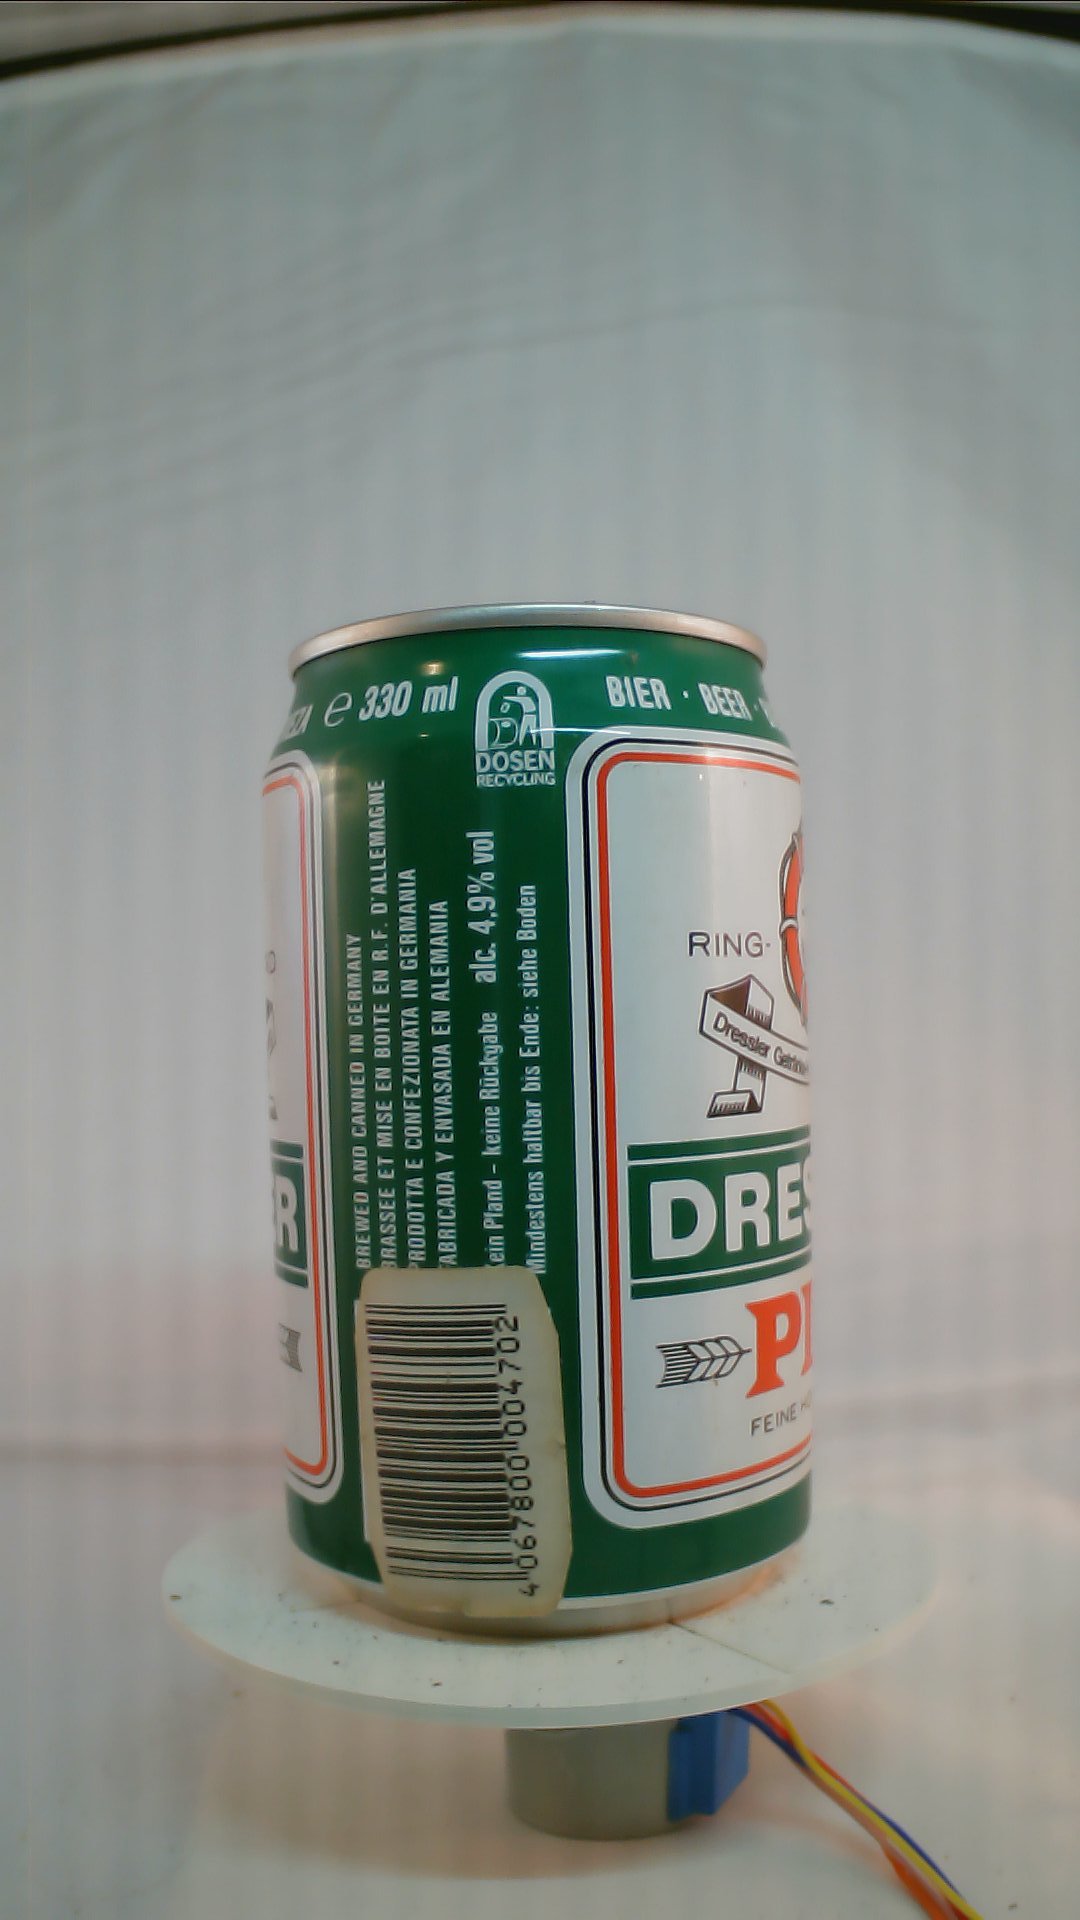 ℮ 330 ml
DOSEN
RECYCLING
BIER · BEER ·
BREWED AND CANNED IN GERMANY
BRASSEE ET MISE EN BOITE EN R.F. D'ALLEMAGNE
PRODOTTA E CONFEZIONATA IN GERMANIA
FABRICADA Y ENVASADA EN ALEMANIA
Kein Pfand - keine Rückgabe alc. 4,9% vol
Mindestens haltbar bis Ende: siehe Boden
4 067800 004702
RING-
Dressler
DRES
PI
FEINE
R